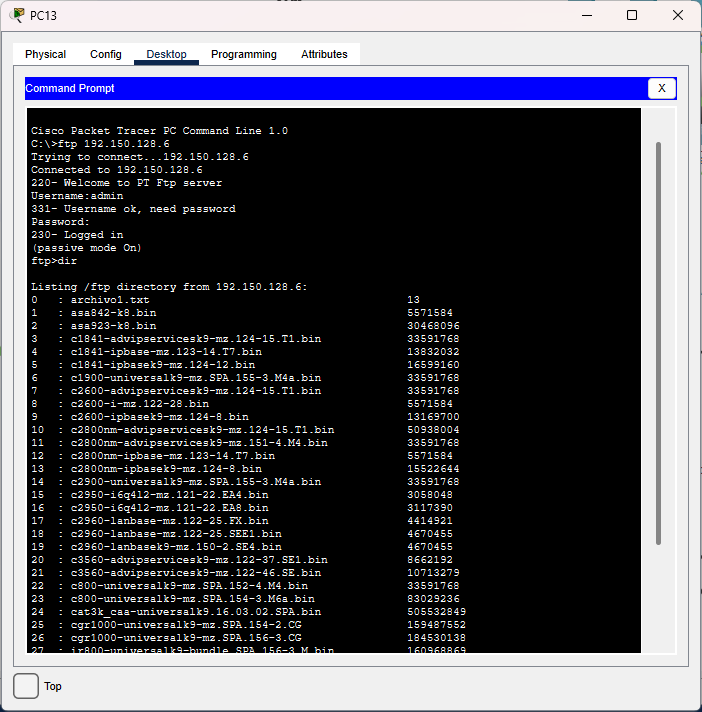 PC13
Physical Config Desktop Programming Attributes
Command Prompt X
Cisco Packet Tracer PC Command Line 1.0
C:\>ftp 192.150.128.6
Trying to connect...192.150.128.6
Connected to 192.150.128.6
220- Welcome to PT Ftp server
Username:admin
331- Username ok, need password
Password:
230- Logged in
(passive mode On)
ftp>dir
Listing /ftp directory from 192.150.128.6:
0 : archivo1.txt 13
1 : asa842-k8.bin 5571584
2 : asa923-k8.bin 30468096
3 : c1841-advipservicesk9-mz.124-15.T1.bin 33591768
4 : c1841-ipbase-mz.123-14.T7.bin 13832032
5 : c1841-ipbasek9-mz.124-12.bin 16599160
6 : c1900-universalk9-mz.SPA.155-3.M4a.bin 33591768
7 : c2600-advipservicesk9-mz.124-15.T1.bin 33591768
8 : c2600-i-mz.122-28.bin 5571584
9 : c2600-ipbasek9-mz.124-8.bin 13169700
10 : c2800nm-advipservicesk9-mz.124-15.T1.bin 50938004
11 : c2800nm-advipservicesk9-mz.151-4.M4.bin 33591768
12 : c2800nm-ipbase-mz.123-14.T7.bin 5571584
13 : c2800nm-ipbasek9-mz.124-8.bin 15522644
14 : c2900-universalk9-mz.SPA.155-3.M4a.bin 33591768
15 : c2950-i6q4l2-mz.121-22.EA4.bin 3058048
16 : c2950-i6q4l2-mz.121-22.EA8.bin 3117390
17 : c2960-lanbase-mz.122-25.FX.bin 4414921
18 : c2960-lanbase-mz.122-25.SEE1.bin 4670455
19 : c2960-lanbasek9-mz.150-2.SE4.bin 4670455
20 : c3560-advipservicesk9-mz.122-37.SE1.bin 8662192
21 : c3560-advipservicesk9-mz.122-46.SE.bin 10713279
22 : c800-universalk9-mz.SPA.152-4.M4.bin 33591768
23 : c800-universalk9-mz.SPA.154-3.M6a.bin 83029236
24 : cat3k_caa-universalk9.16.03.02.SPA.bin 505532849
25 : cgr1000-universalk9-mz.SPA.154-2.CG 159487552
26 : cgr1000-universalk9-mz.SPA.156-3.CG 184530138
27 : ir800-universalk9-bundle.SPA.156-3.M.bin 160968869
Top